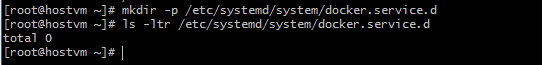 [root@hostvm ~]# mkdir -p /etc/systemd/system/docker.service.d
[root@hostvm ~]# ls -ltr /etc/systemd/system/docker.service.d
total 0
[root@hostvm ~]#